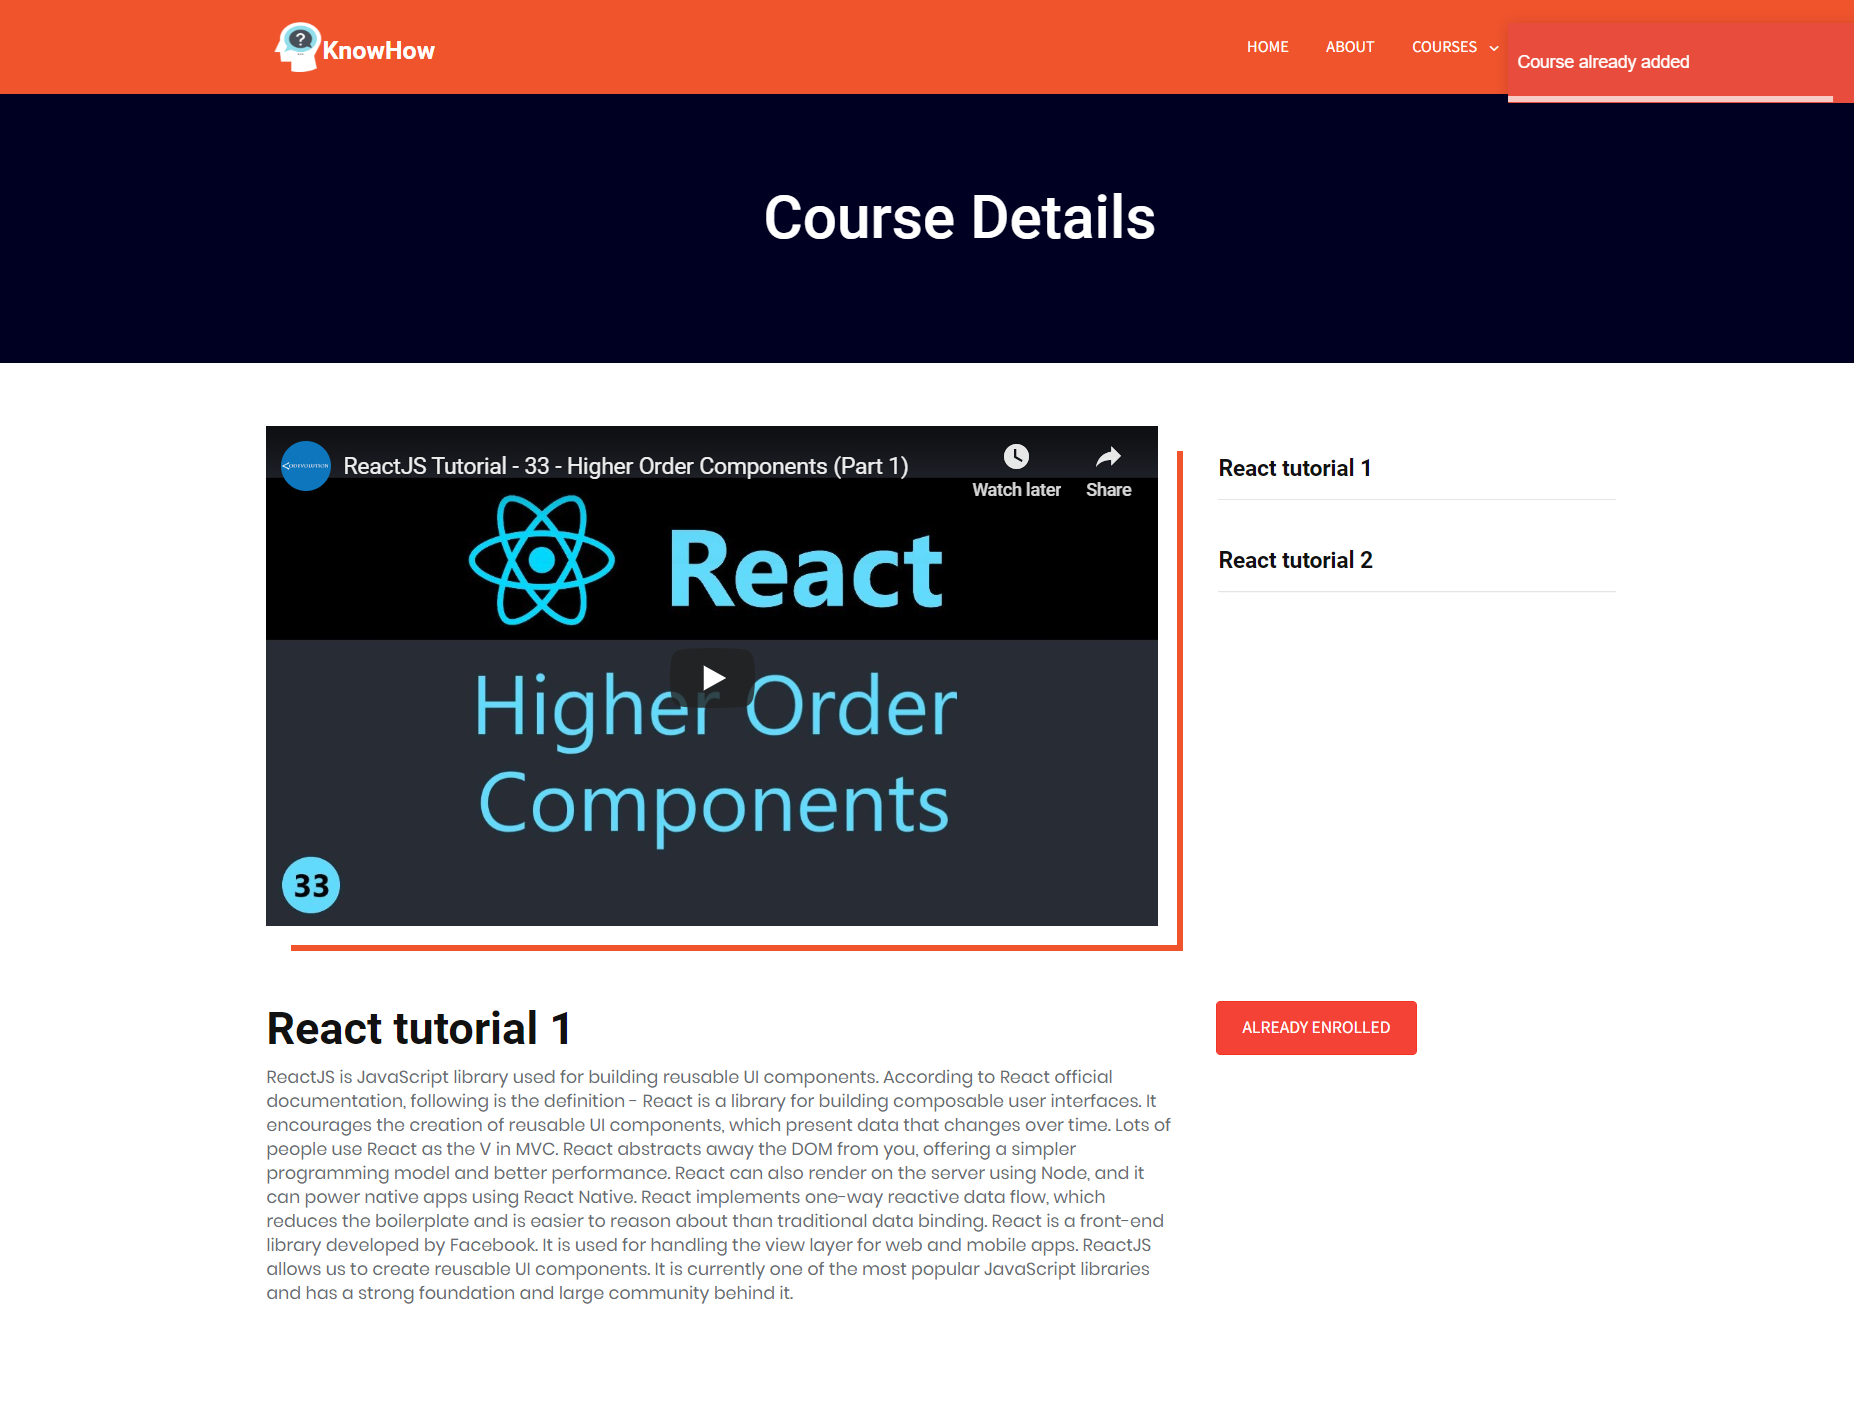 KnowHow
HOME
ABOUT
COURSES
Course already added
Course Details
ReactJS Tutorial - 33 - Higher Order Components (Part 1)
Watch later
Share
React
Higher Order
Components
33
React tutorial 1
React tutorial 2
React tutorial 1
ALREADY ENROLLED
ReactJS is JavaScript library used for building reusable UI components. According to React official
documentation, following is the definition - React is a library for building composable user interfaces. It
encourages the creation of reusable UI components, which present data that changes over time. Lots of
people use React as the V in MVC. React abstracts away the DOM from you, offering a simpler
programming model and better performance. React can also render on the server using Node, and it
can power native apps using React Native. React implements one-way reactive data flow, which
reduces the boilerplate and is easier to reason about than traditional data binding. React is a front-end
library developed by Facebook. It is used for handling the view layer for web and mobile apps. ReactJS
allows us to create reusable UI components. It is currently one of the most popular JavaScript libraries
and has a strong foundation and large community behind it.